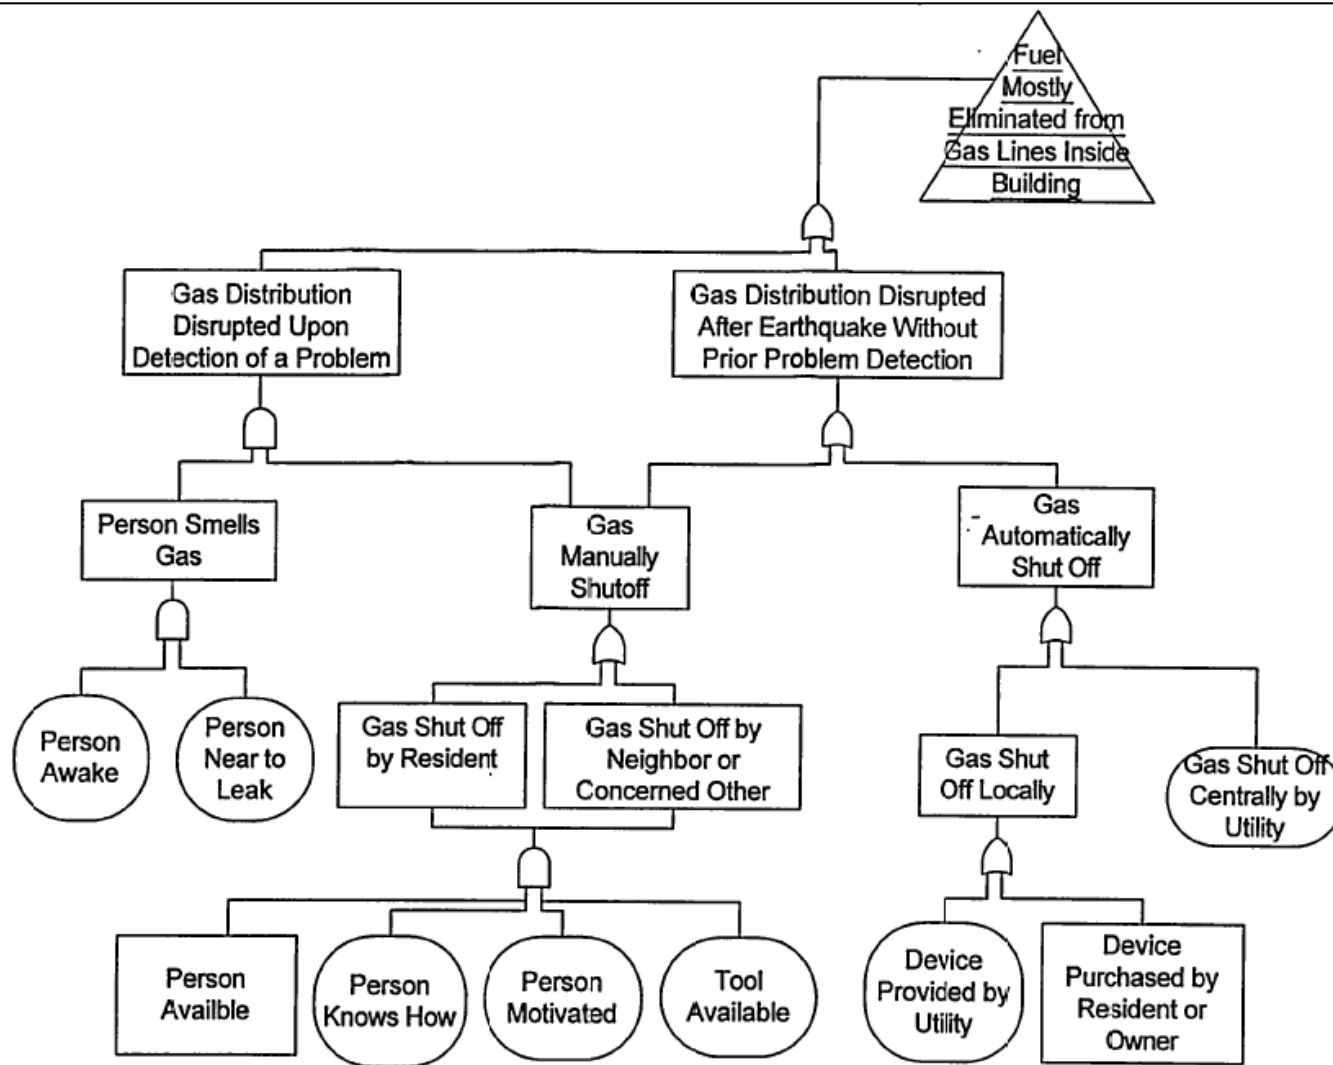 Fuel
Mostly
Eliminated from
Gas Lines Inside
Building
Gas Distribution
Disrupted Upon
Detection of a Problem
Gas Distribution Disrupted
After Earthquake Without
Prior Problem Detection
Person Smells
Gas
Gas
Manually
Shutoff
Gas
Automatically
Shut Off
Person
Awake
Person
Near to
Leak
Gas Shut Off
by Resident
Gas Shut Off by
Neighbor or
Concerned Other
Gas Shut
Off Locally
Gas Shut Off
Centrally by
Utility
Person
Availble
Person
Knows How
Person
Motivated
Tool
Available
Device
Provided by
Utility
Device
Purchased by
Resident or
Owner